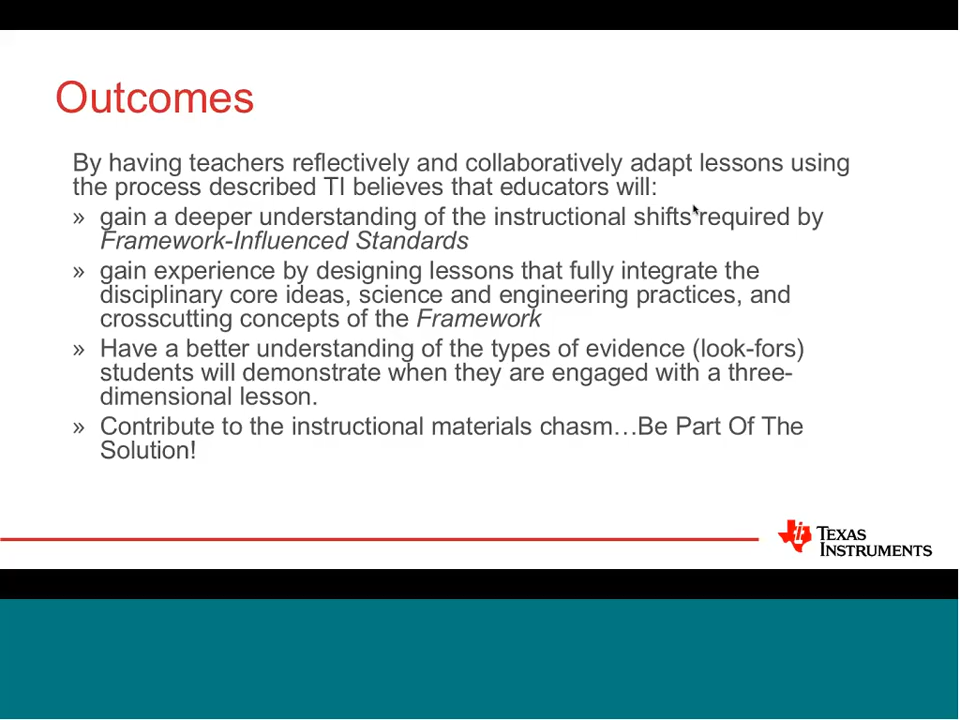 Outcomes
By having teachers reflectively and collaboratively adapt lessons using
the process described TI believes that educators will:
» gain a deeper understanding of the instructional shifts required by
Framework-Influenced Standards
» gain experience by designing lessons that fully integrate the
disciplinary core ideas, science and engineering practices, and
crosscutting concepts of the Framework
» Have a better understanding of the types of evidence (look-fors)
students will demonstrate when they are engaged with a three-
dimensional lesson.
» Contribute to the instructional materials chasm…Be Part Of The
Solution!
TEXAS
INSTRUMENTS